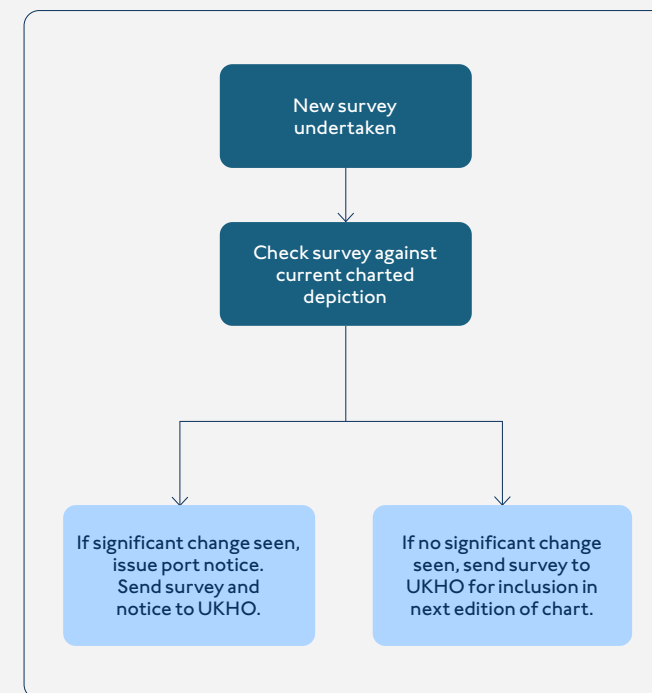 New survey
undertaken
Check survey against
current charted
depiction
If significant change seen,
issue port notice.
Send survey and
notice to UKHO.
If no significant change
seen, send survey to
UKHO for inclusion in
next edition of chart.